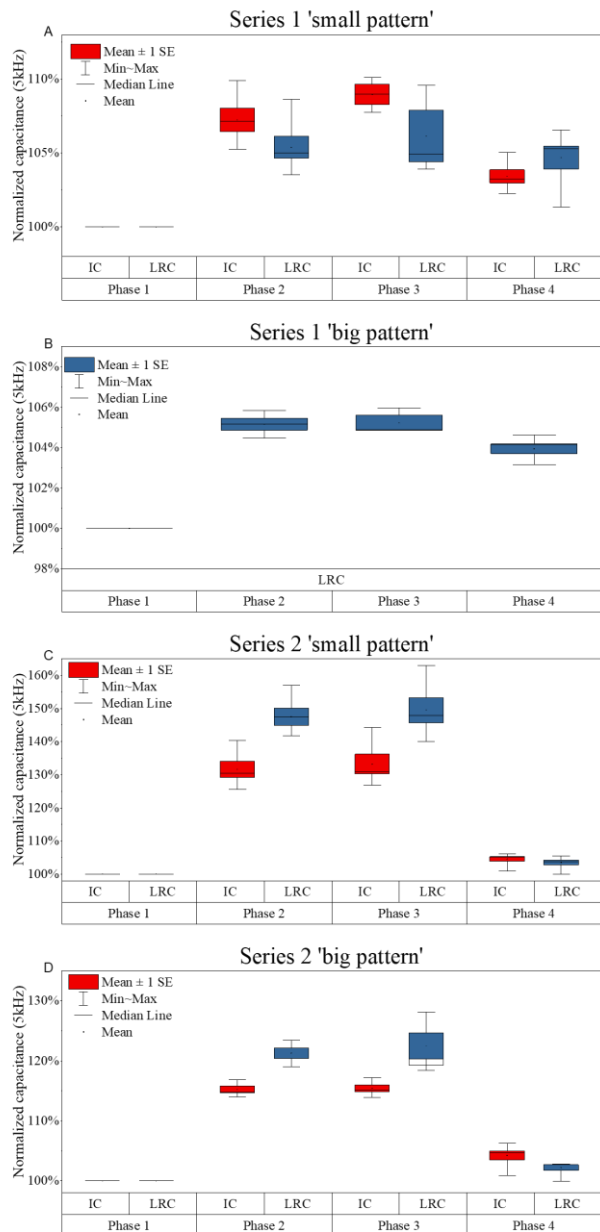 A
Series 1 'small pattern'
Normalized capacitance (5kHz)
Mean ± 1 SE
Min~Max
Median Line
Mean
110%
105%
100%
IC LRC IC LRC IC LRC IC LRC
Phase 1 Phase 2 Phase 3 Phase 4
B
Series 1 'big pattern'
Normalized capacitance (5kHz)
Mean ± 1 SE
Min~Max
Median Line
Mean
108%
106%
104%
102%
100%
98%
LRC
Phase 1 Phase 2 Phase 3 Phase 4
C
Series 2 'small pattern'
Normalized capacitance (5kHz)
Mean ± 1 SE
Min~Max
Median Line
Mean
160%
150%
140%
130%
120%
110%
100%
IC LRC IC LRC IC LRC IC LRC
Phase 1 Phase 2 Phase 3 Phase 4
D
Series 2 'big pattern'
Normalized capacitance (5kHz)
Mean ± 1 SE
Min~Max
Median Line
Mean
130%
120%
110%
100%
IC LRC IC LRC IC LRC IC LRC
Phase 1 Phase 2 Phase 3 Phase 4